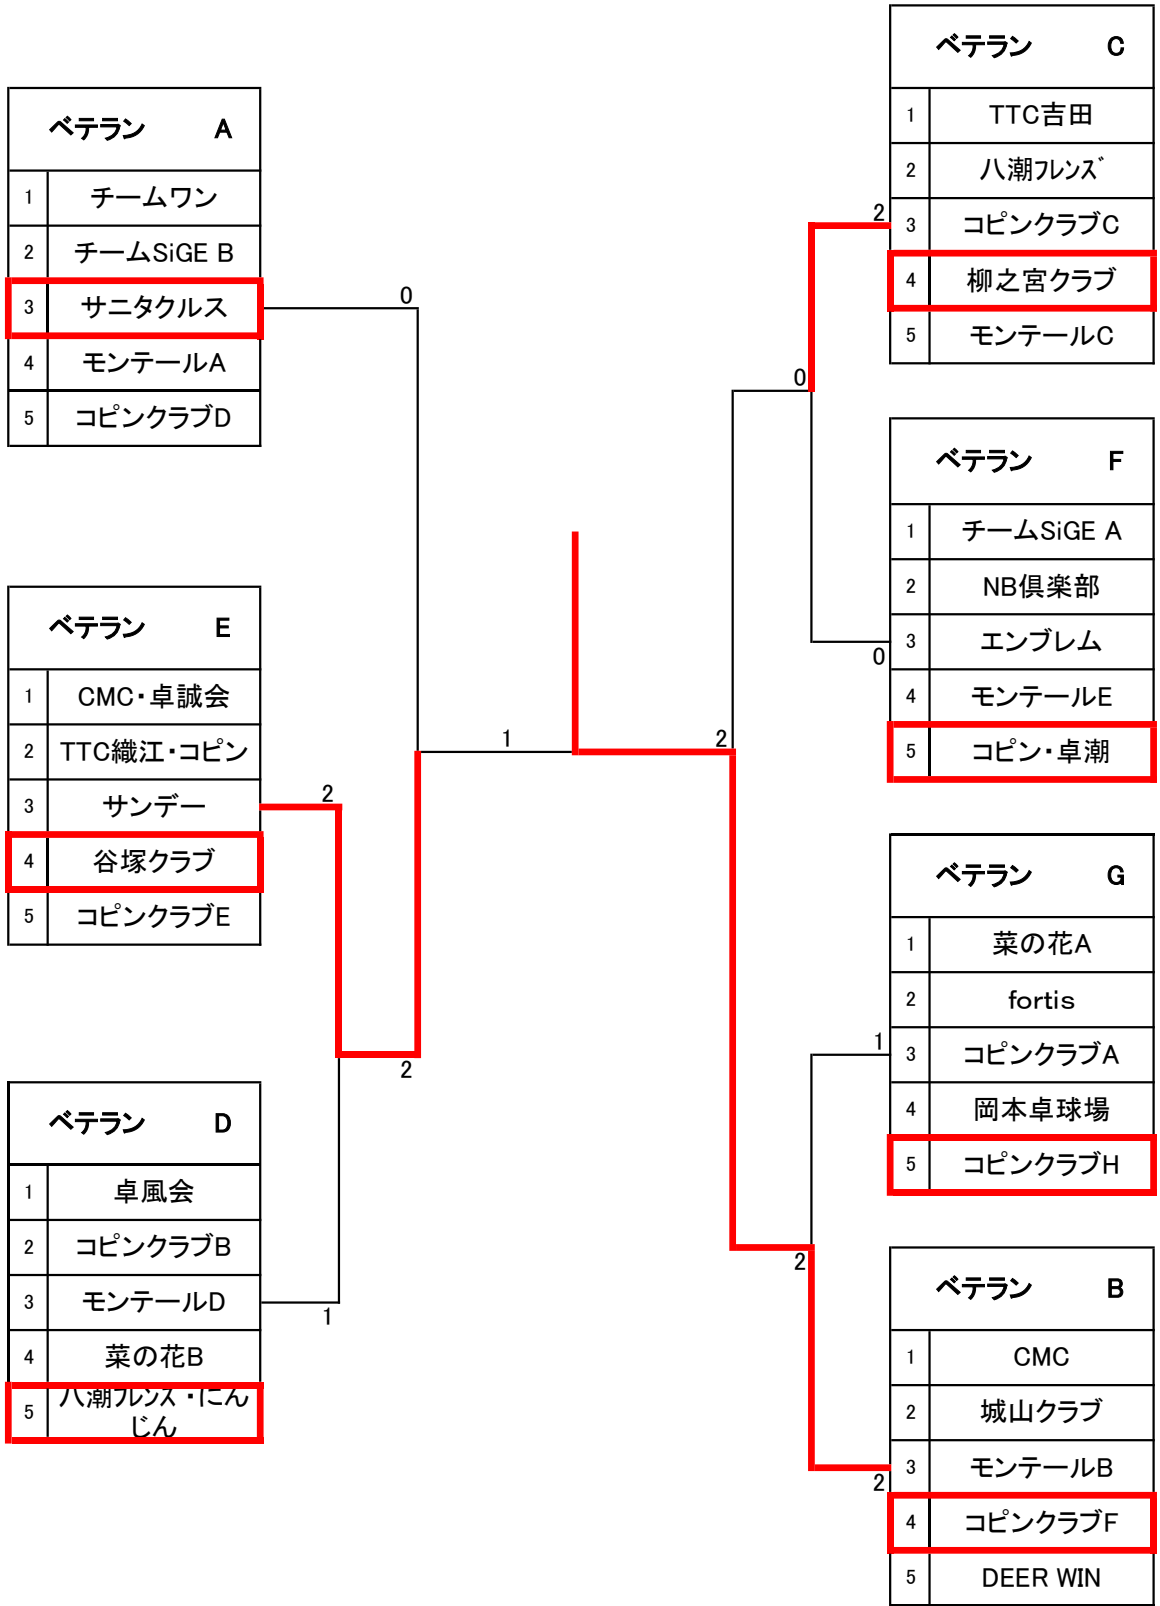 ベテラン A
1 チームワン
2 チームSiGE B
3 サニタクルス
4 モンテールA
5 コピンクラブD
0
ベテラン E
1 CMC・卓誠会
2 TTC織江・コピン
3 サンデー
4 谷塚クラブ
5 コピンクラブE
2
2
ベテラン D
1 卓風会
2 コピンクラブB
3 モンテールD
4 菜の花B
5 八潮フレンズ・にん
じん
1
1
2
ベテラン C
1 TTC吉田
2 八潮フレンズ
3 コピンクラブC
4 柳之宮クラブ
5 モンテールC
2
0
ベテラン F
1 チームSiGE A
2 NB倶楽部
3 エンブレム
4 モンテールE
5 コピン・卓潮
0
ベテラン G
1 菜の花A
2 fortis
3 コピンクラブA
4 岡本卓球場
5 コピンクラブH
1
2
ベテラン B
1 CMC
2 城山クラブ
3 モンテールB
4 コピンクラブF
5 DEER WIN
2